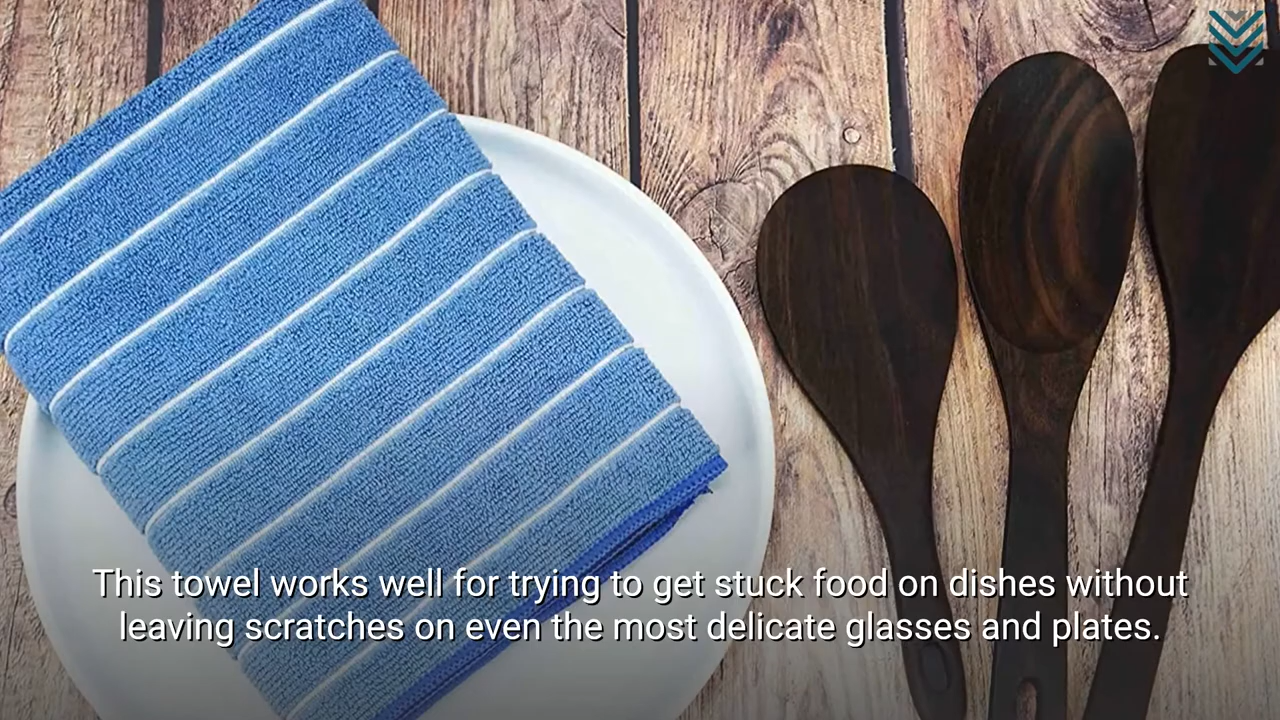 This towel works well for trying to get stuck food on dishes without
leaving scratches on even the most delicate glasses and plates.